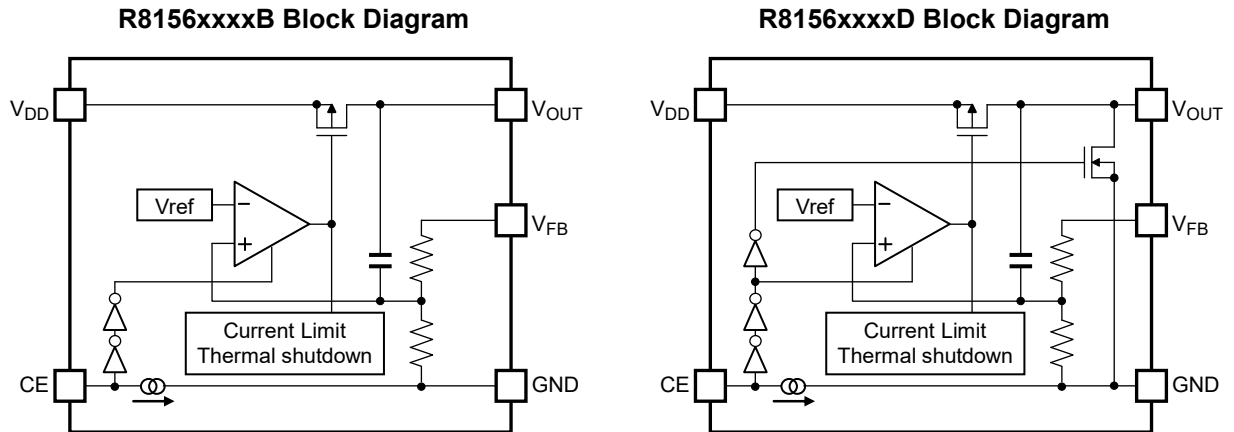 R8156xxxxB Block Diagram
VDD
VOUT
Vref
−
+
VFB
Current Limit
Thermal shutdown
CE
GND
R8156xxxxD Block Diagram
VDD
VOUT
Vref
−
+
VFB
Current Limit
Thermal shutdown
CE
GND